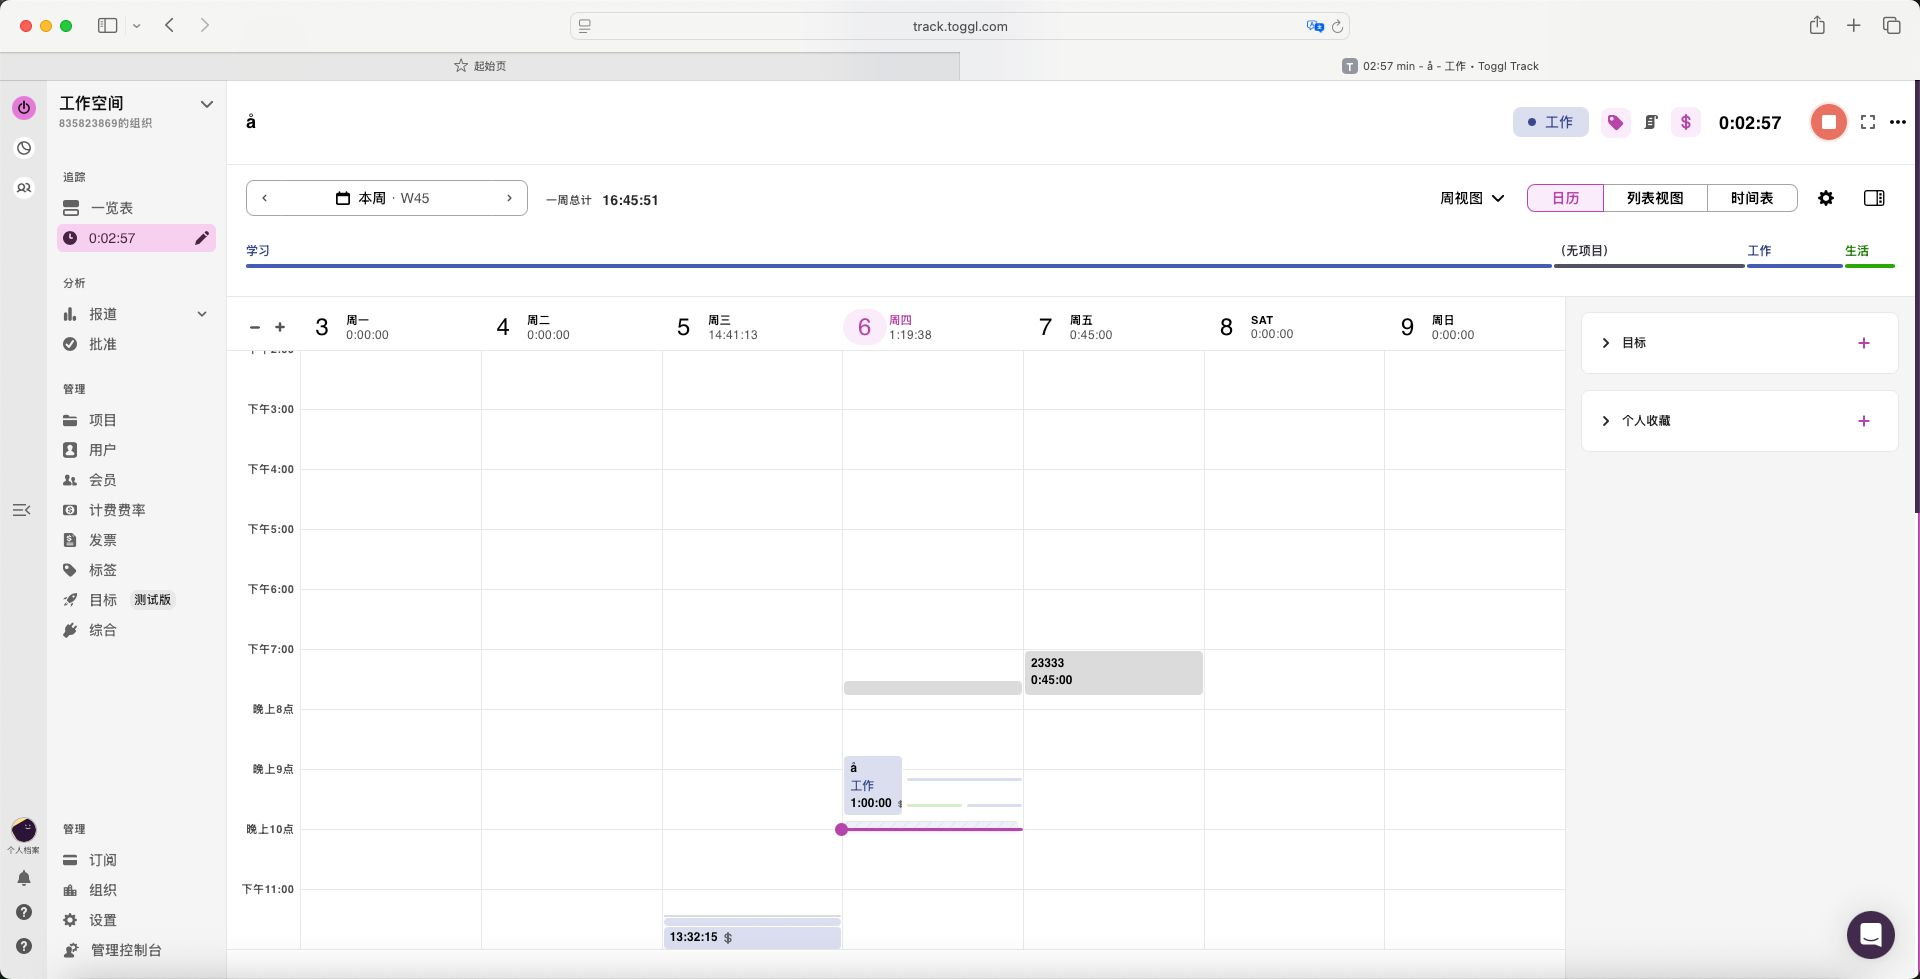 track.toggl.com
起始页
T 02:57 min - å - 工作 • Toggl Track
工作空间
835823869的组织
追踪
一览表
0:02:57
分析
报道
批准
管理
项目
用户
会员
计费费率
发票
标签
目标 测试版
综合
个人档案
管理
订阅
组织
设置
管理控制台
å
工作
$
0:02:57
本周 · W45
一周总计 16:45:51
周视图
日历
列表视图
时间表
学习
(无项目)
工作
生活
3 周一 0:00:00
4 周二 0:00:00
5 周三 14:41:13
6 周四 1:19:38
7 周五 0:45:00
8 SAT 0:00:00
9 周日 0:00:00
下午3:00
下午4:00
下午5:00
下午6:00
下午7:00
晚上8点
晚上9点
晚上10点
下午11:00
23333
0:45:00
å
工作
1:00:00 $
13:32:15 $
目标
个人收藏